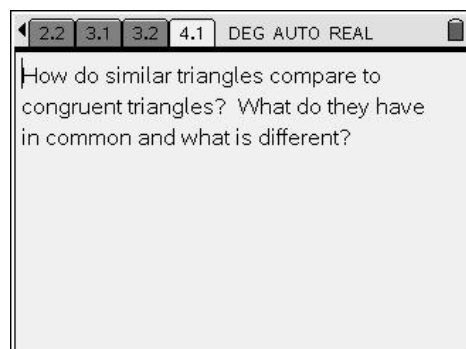 2.2 3.1 3.2 4.1 DEG AUTO REAL
How do similar triangles compare to
congruent triangles? What do they have
in common and what is different?